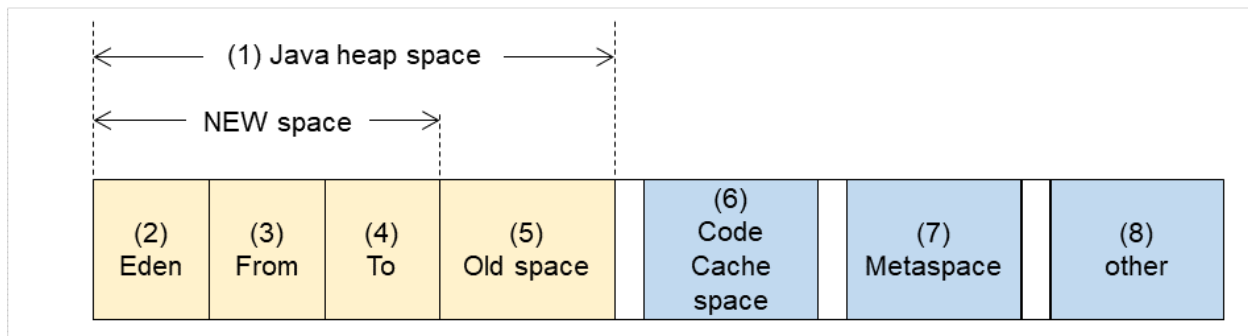 (1) Java heap space
NEW space
(2)
Eden
(3)
From
(4)
To
(5)
Old space
(6)
Code
Cache
space
(7)
Metaspace
(8)
other